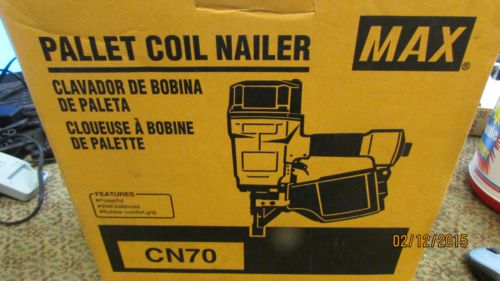 PALLET COIL NAILER
MAX®
CLAVADOR DE BOBINA
DE PALETA
CLOUEUSE À BOBINE
DE PALETTE
FEATURES
•Powerful
•Well balanced
•Rubber comfort grip
CN70
02/12/2015